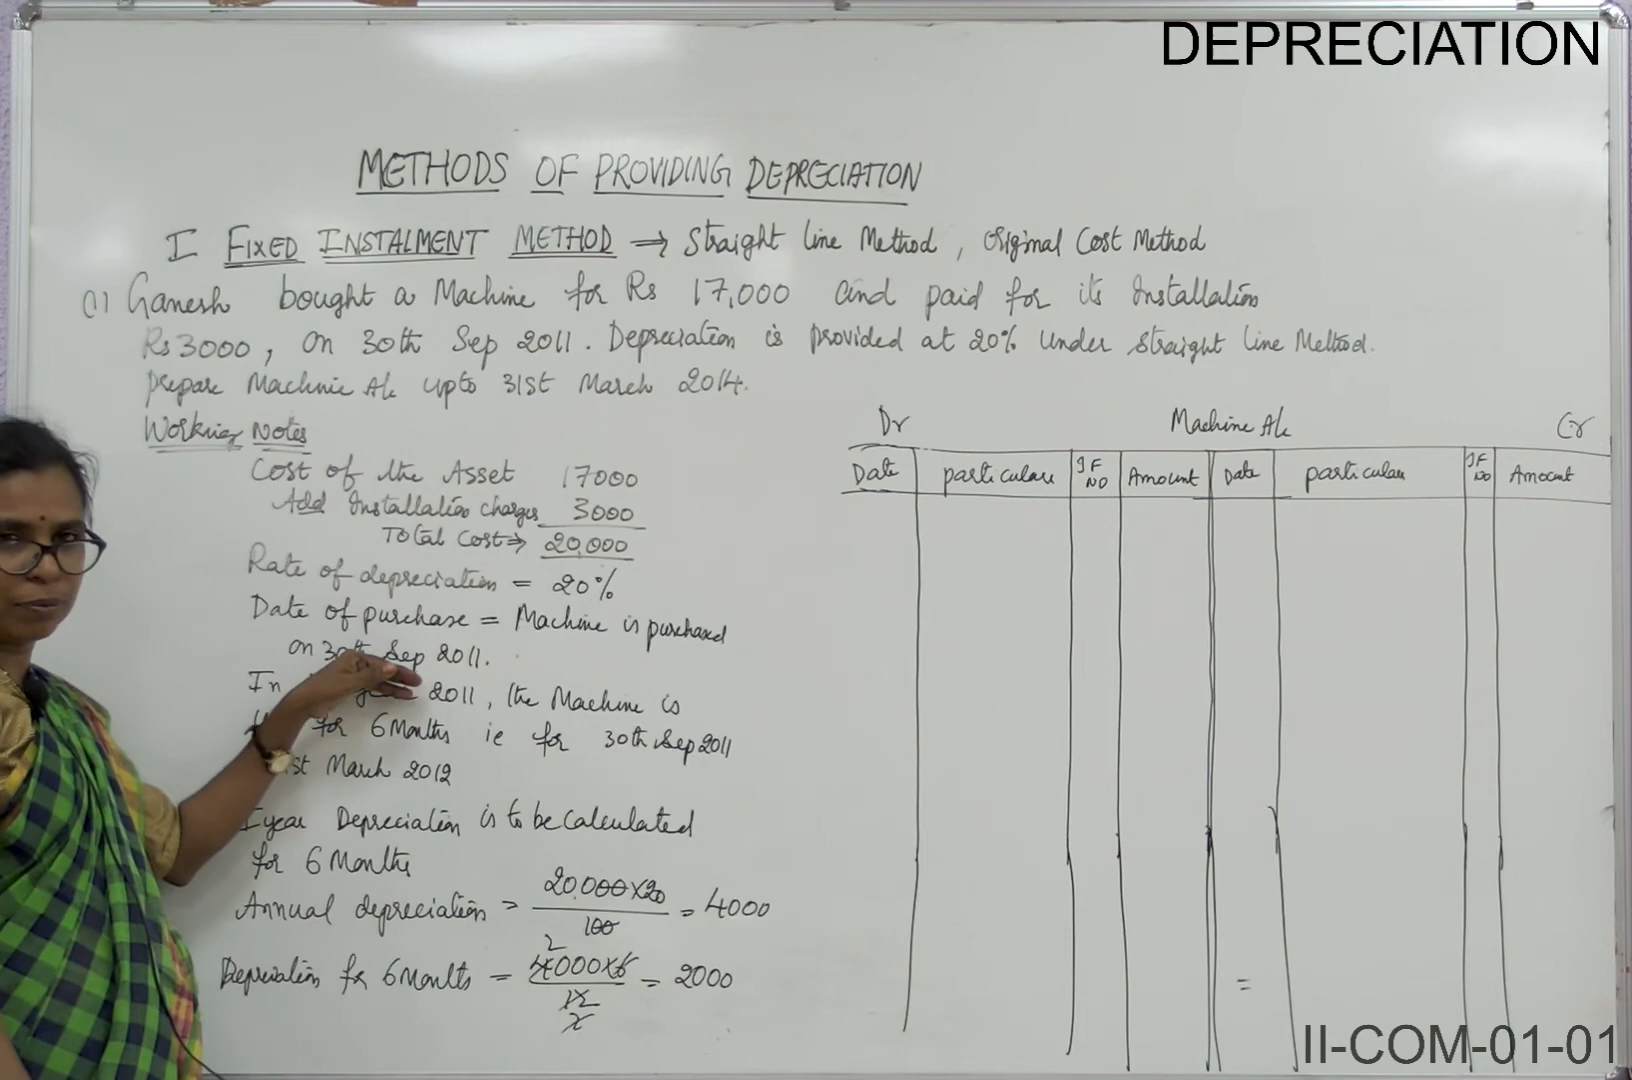 DEPRECIATION
METHODS OF PROVIDING DEPRECIATION
I FIXED INSTALMENT METHOD ⇒ Straight line Method, Original Cost Method
(1) Ganesh bought a Machine for Rs 17,000 and paid for its Installation
Rs 3000, on 30th Sep 2011. Depreciation is provided at 20% under straight line Method.
prepare Machine A/c upto 31st March 2014.
Working Notes
Cost of the Asset 17000
Add Installation charges 3000
Total Cost ⇒ 20,000
Rate of depreciation = 20%
Date of purchase = Machine is purchased
on 30th Sep 2011.
In 2011, the Machine is
for 6 Months ie for 30th Sep 2011
st March 2012
I year Depreciation is to be calculated
for 6 Months
Annual depreciation = 20,000 x 20 / 100 = 4000
Depreciation for 6 Months = 4000 x 6 / 12 = 2000
2
2
Dr Machine A/c Cr
Date particulars JF NO Amount Date particulars JF NO Amount
=
II-COM-01-01